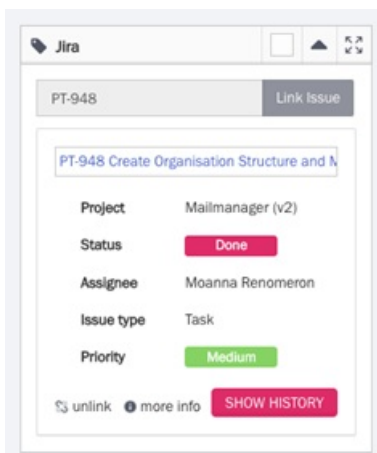 Jira
PT-948 Link Issue
PT-948 Create Organisation Structure and M
Project Mailmanager (v2)
Status Done
Assignee Moanna Renomeron
Issue type Task
Priority Medium
unlink more info SHOW HISTORY